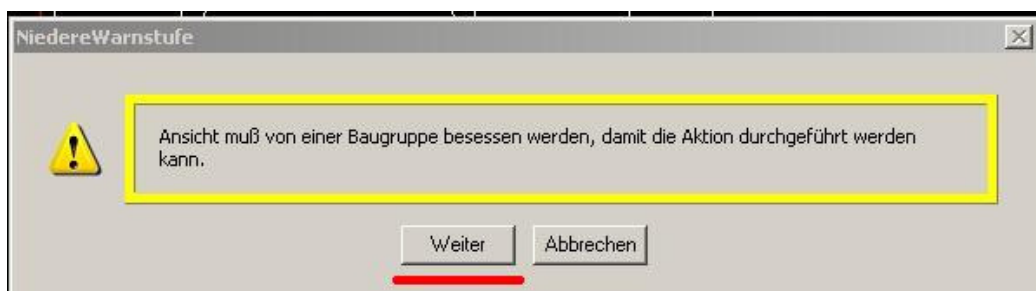 NiedereWarnstufe
Ansicht muß von einer Baugruppe besessen werden, damit die Aktion durchgeführt werden
kann.
Weiter Abbrechen